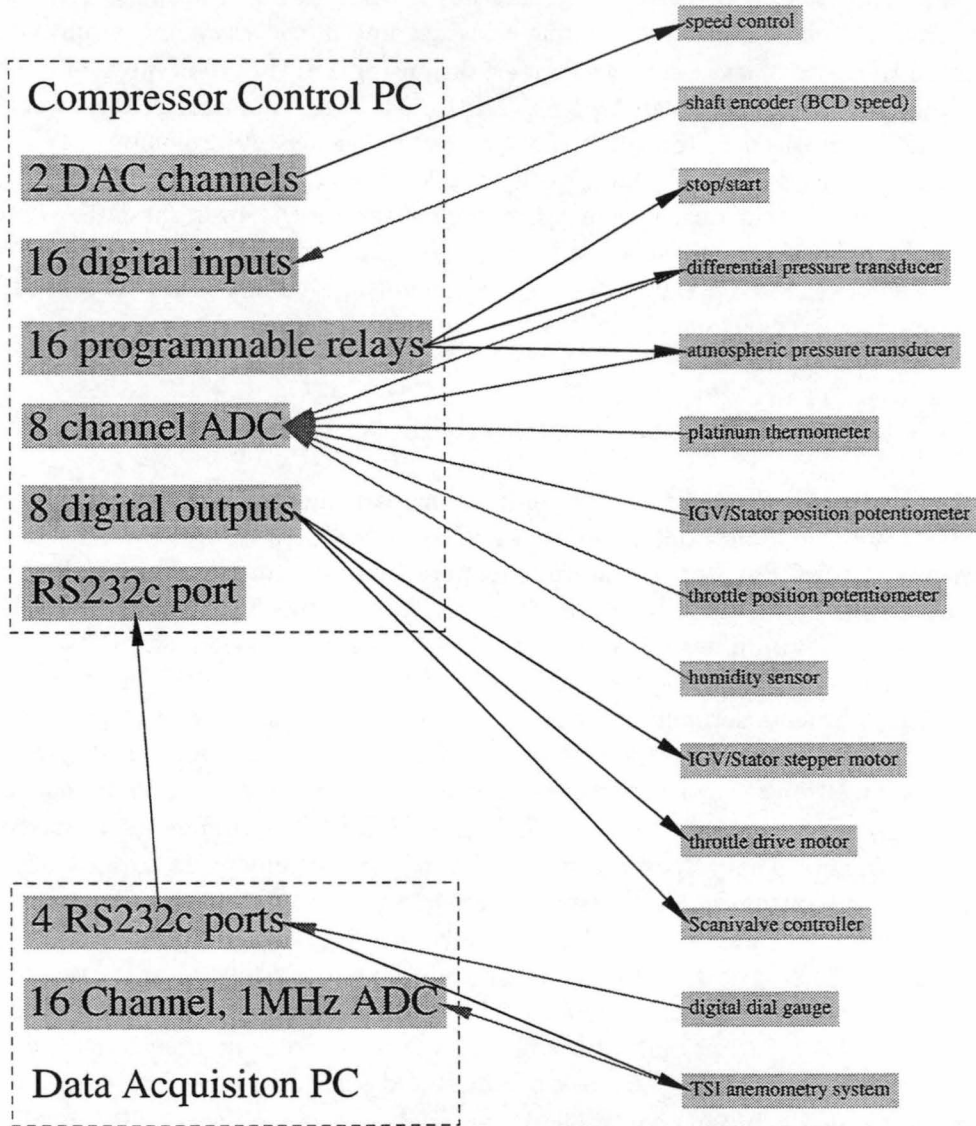 Compressor Control PC
2 DAC channels
16 digital inputs
16 programmable relays
8 channel ADC
8 digital outputs
RS232c port
4 RS232c ports
16 Channel, 1MHz ADC
Data Acquisiton PC
speed control
shaft encoder (BCD speed)
stop/start
differential pressure transducer
atmospheric pressure transducer
platinum thermometer
IGV/Stator position potentiometer
throttle position potentiometer
humidity sensor
IGV/Stator stepper motor
throttle drive motor
Scanivalve controller
digital dial gauge
TSI anemometry system